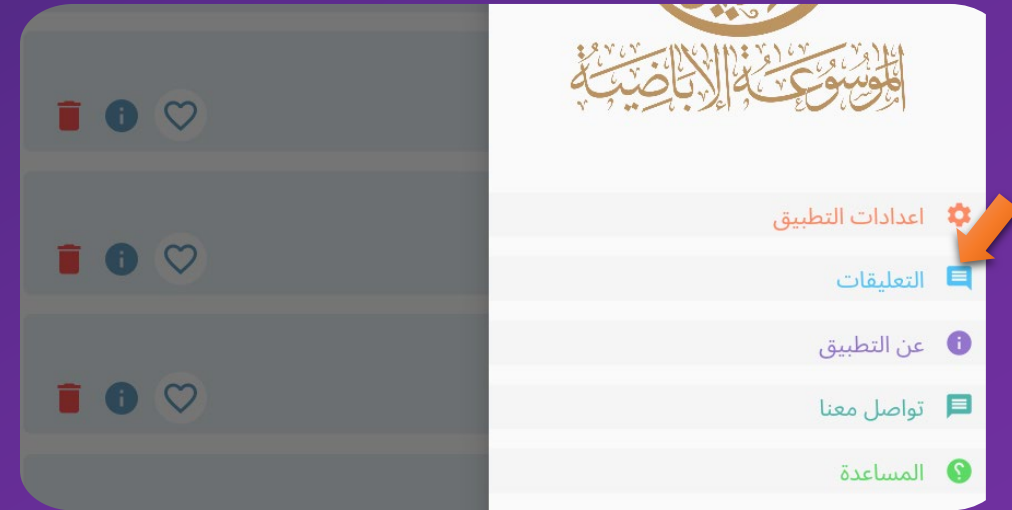 الموسوعة الإباضية
اعدادات التطبيق
التعليقات
عن التطبيق
تواصل معنا
المساعدة